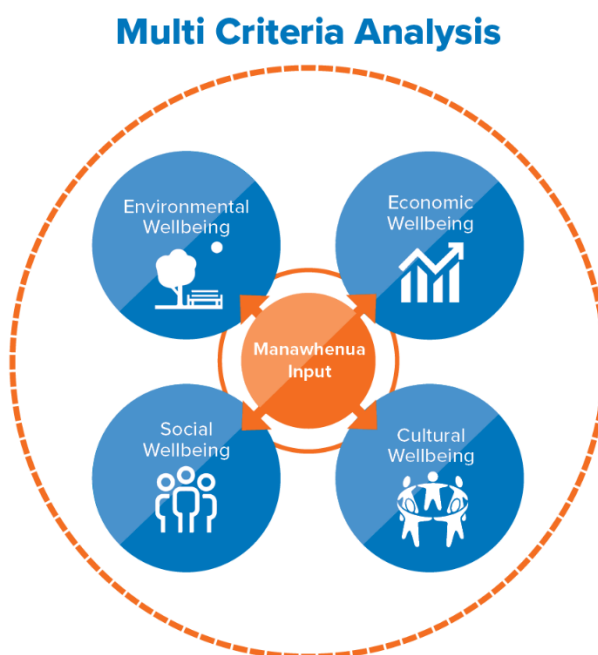 Multi Criteria Analysis
Environmental
Wellbeing
Economic
Wellbeing
Manawhenua
Input
Social
Wellbeing
Cultural
Wellbeing